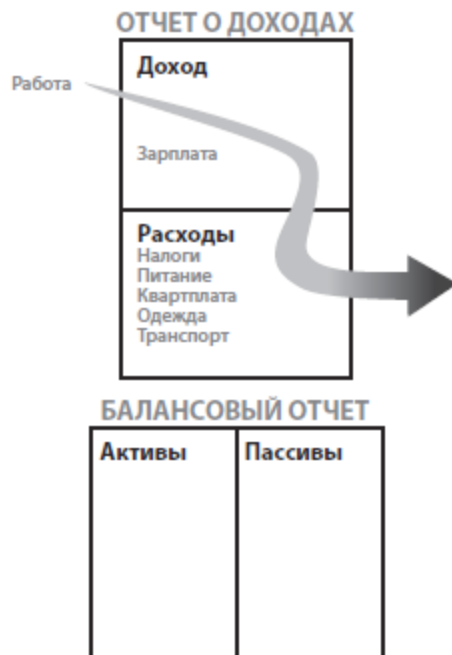 ОТЧЕТ О ДОХОДАХ
Доход
Работа
Зарплата
Расходы
Налоги
Питание
Квартплата
Одежда
Транспорт
БАЛАНСОВЫЙ ОТЧЕТ
Активы
Пассивы